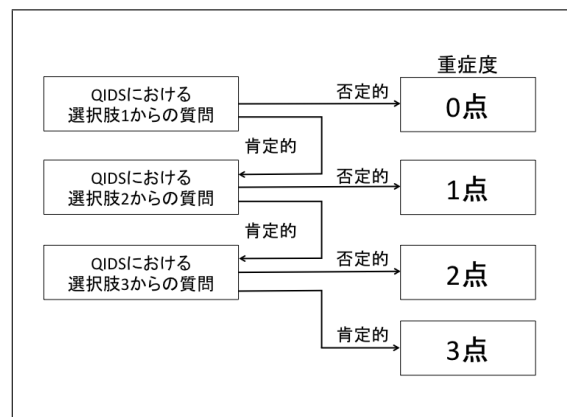 重症度
QIDSにおける
選択肢1からの質問
否定的
0点
肯定的
QIDSにおける
選択肢2からの質問
否定的
1点
肯定的
QIDSにおける
選択肢3からの質問
否定的
2点
肯定的
3点